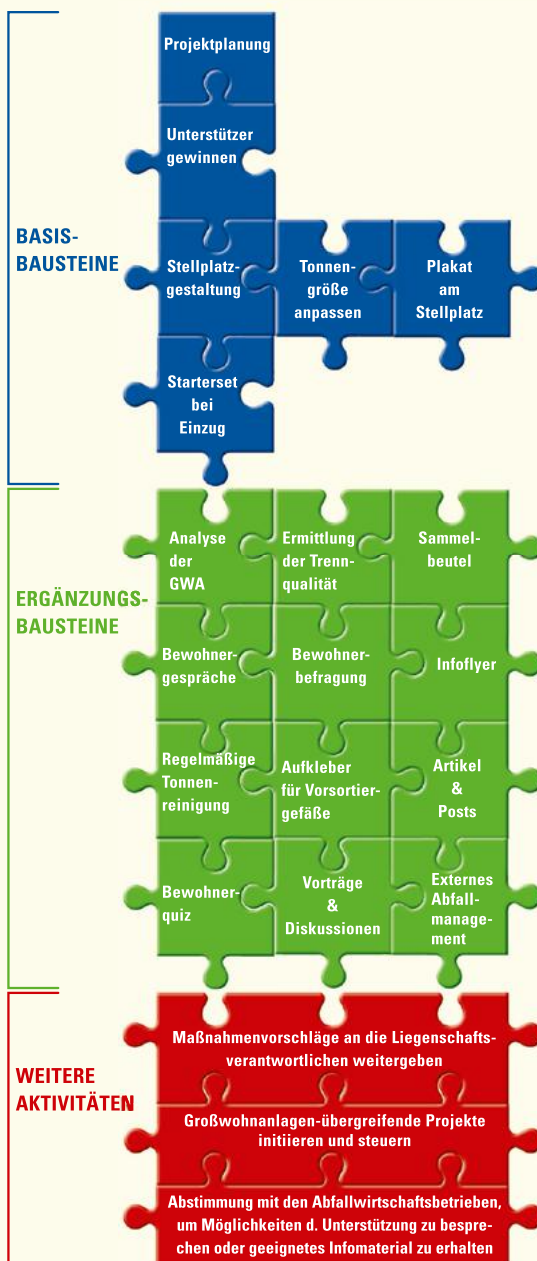 BASIS-
BAUSTEINE
Projektplanung
Unterstützer
gewinnen
Stellplatz-
gestaltung
Tonnen-
größe
anpassen
Plakat
am
Stellplatz
Starterset
bei
Einzug
ERGÄNZUNGS-
BAUSTEINE
Analyse
der
GWA
Ermittlung
der Trenn-
qualität
Sammel-
beutel
Bewohner-
gespräche
Bewohner-
befragung
Infoflyer
Regelmäßige
Tonnen-
reinigung
Aufkleber
für Vorsortier-
gefäße
Artikel
&
Posts
Bewohner-
quiz
Vorträge
&
Diskussionen
Externes
Abfall-
manage-
ment
WEITERE
AKTIVITÄTEN
Maßnahmenvorschläge an die Liegenschafts-
verantwortlichen weitergeben
Großwohnanlagen-übergreifende Projekte
initiieren und steuern
Abstimmung mit den Abfallwirtschaftsbetrieben,
um Möglichkeiten d. Unterstützung zu bespre-
chen oder geeignetes Infomaterial zu erhalten